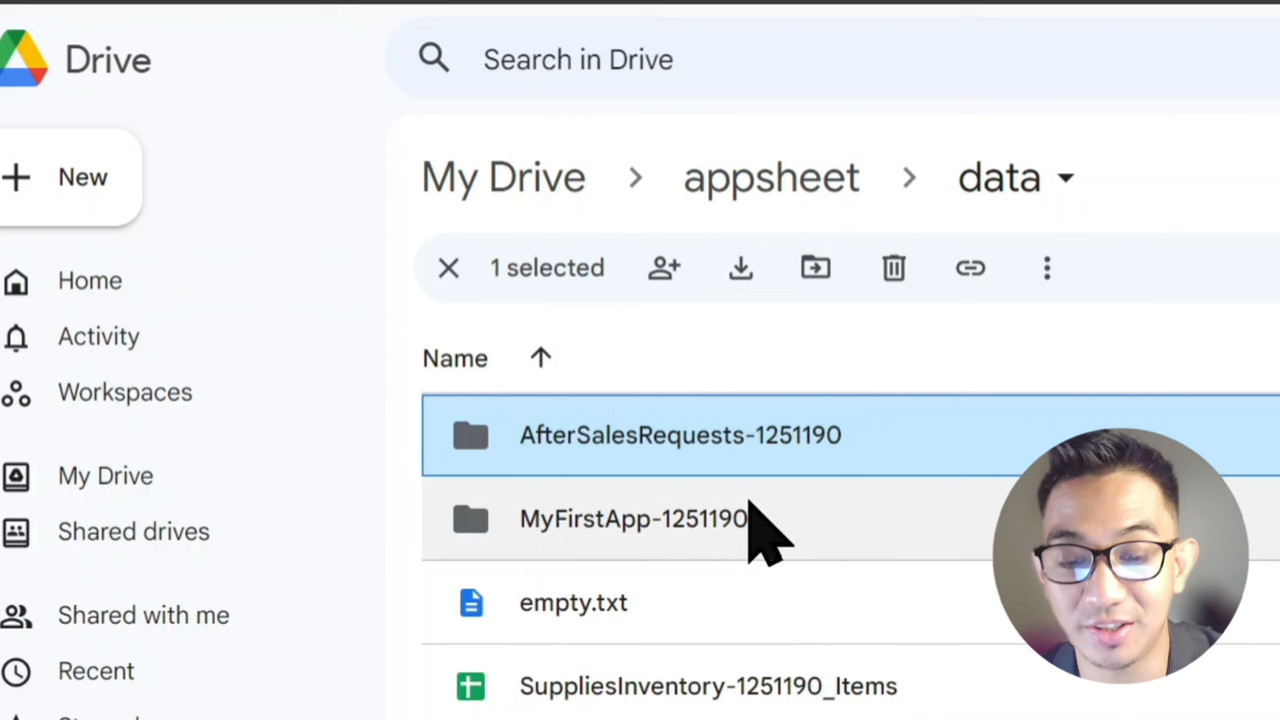 Drive
Search in Drive
New
My Drive > appsheet > data
1 selected
Home
Activity
Workspaces
Name
My Drive
AfterSalesRequests-1251190
Shared drives
MyFirstApp-1251190
empty.txt
Shared with me
Recent
SuppliesInventory-1251190_Items